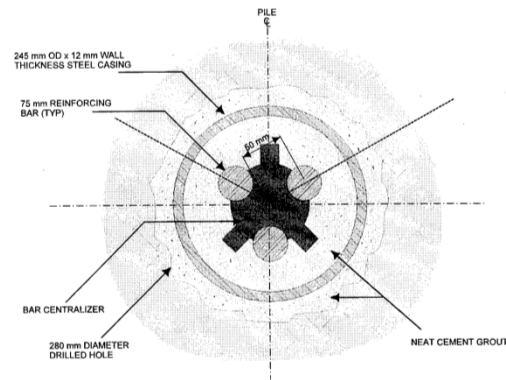 PILE
℄
245 mm OD x 12 mm WALL
THICKNESS STEEL CASING
75 mm REINFORCING
BAR (TYP)
50 mm
BAR CENTRALIZER
280 mm DIAMETER
DRILLED HOLE
NEAT CEMENT GROUT